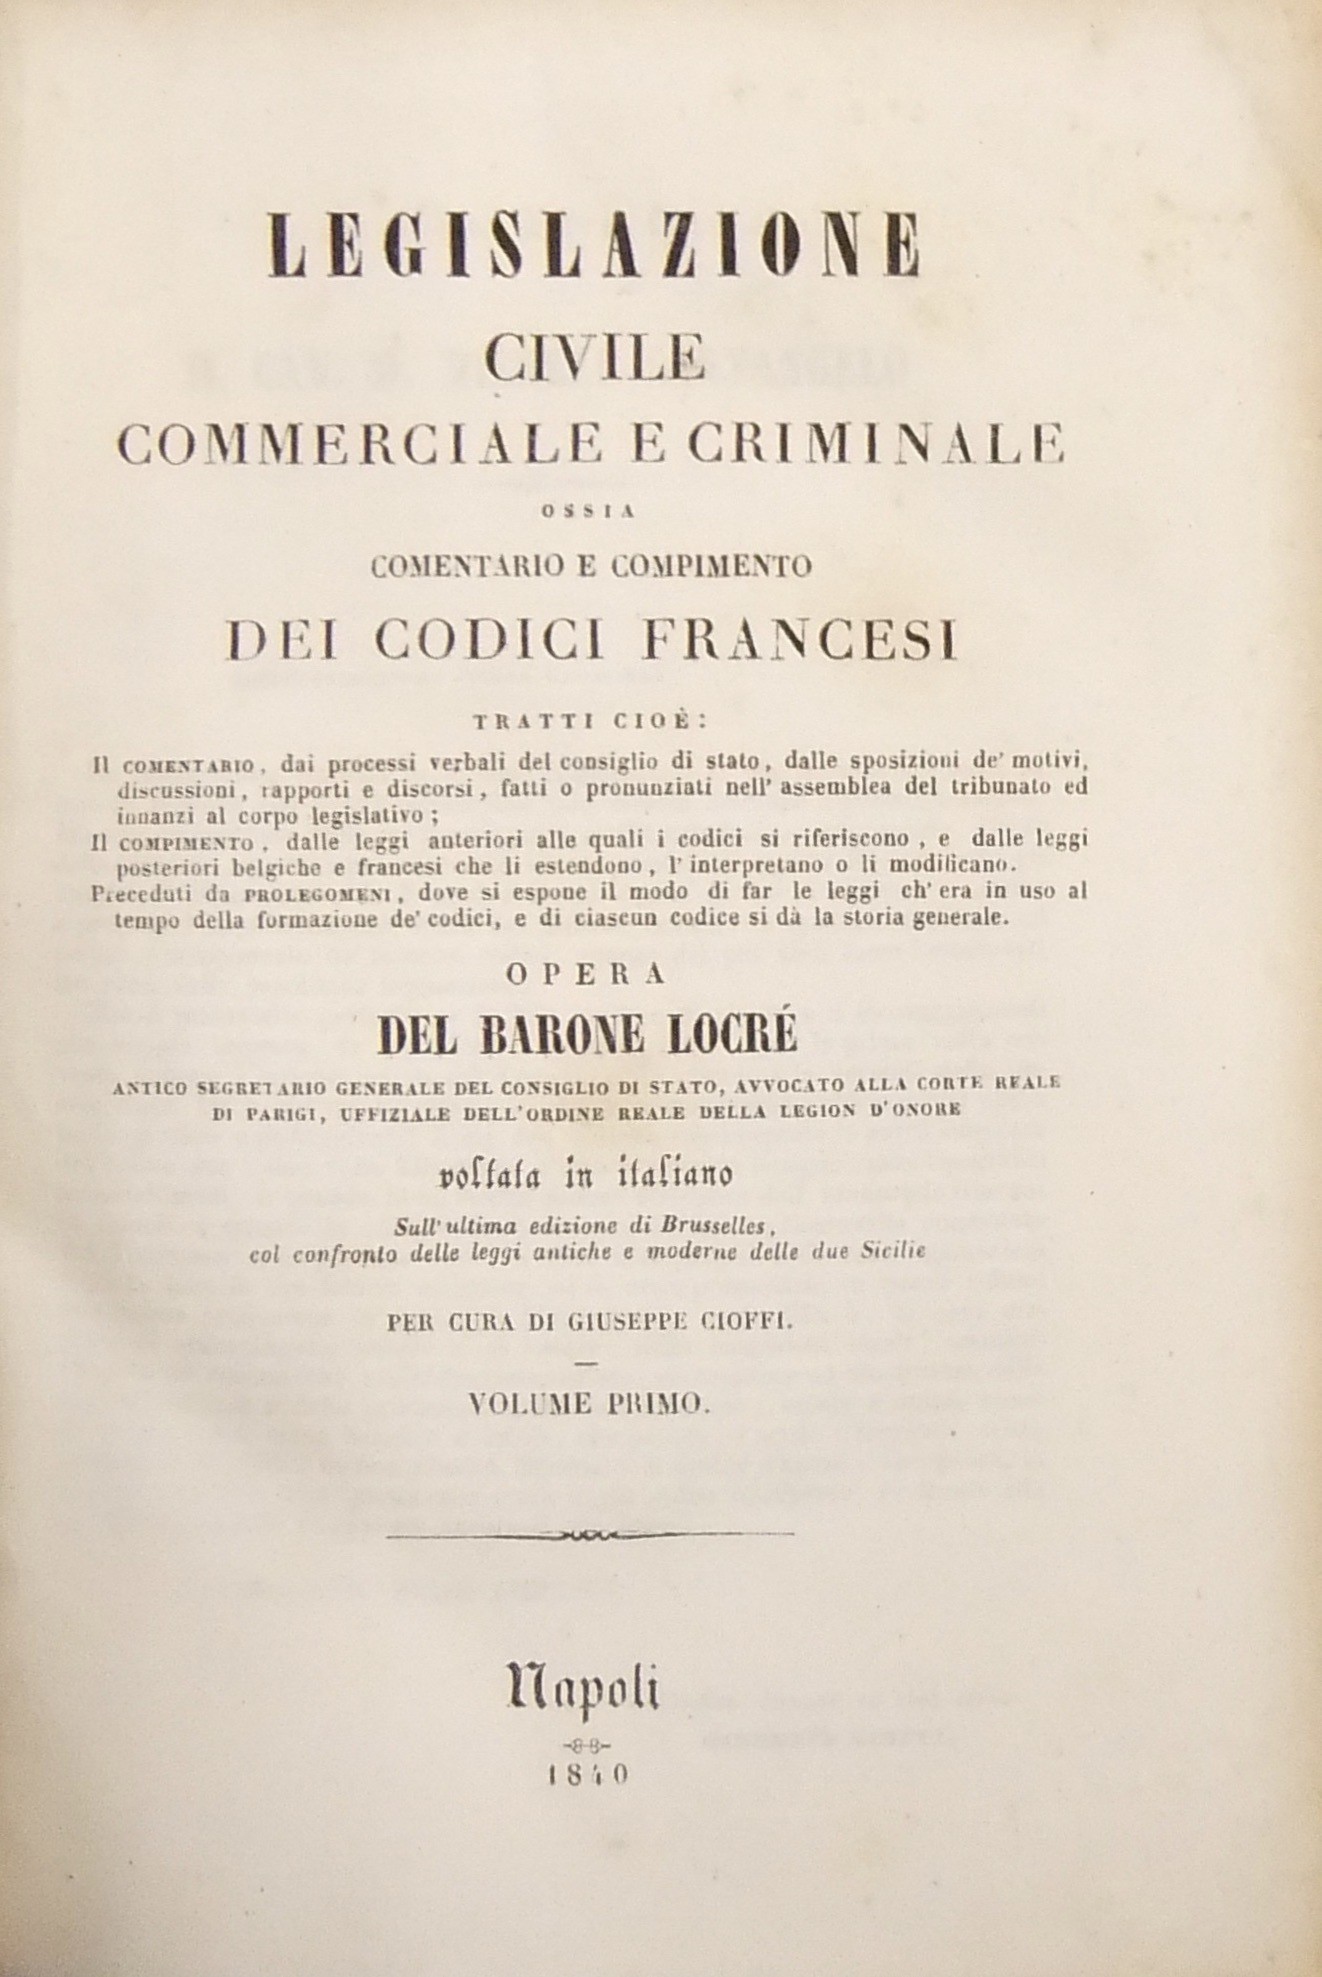 LEGISLAZIONE
CIVILE
COMMERCIALE E CRIMINALE
OSSIA
COMENTARIO E COMPIMENTO
DEI CODICI FRANCESI
TRATTI CIOÈ:
Il COMENTARIO, dai processi verbali del consiglio di stato, dalle sposizioni de' motivi,
discussioni, rapporti e discorsi, fatti o pronunziati nell' assemblea del tribunato ed
innanzi al corpo legislativo;
Il COMPIMENTO, dalle leggi anteriori alle quali i codici si riferiscono, e dalle leggi
posteriori belgiche e francesi che li estendono, l' interpretano o li modificano.
Preceduti da PROLEGOMENI, dove si espone il modo di far le leggi ch' era in uso al
tempo della formazione de' codici, e di ciascun codice si dà la storia generale.
OPERA
DEL BARONE LOCRÉ
ANTICO SEGRETARIO GENERALE DEL CONSIGLIO DI STATO, AVVOCATO ALLA CORTE REALE
DI PARIGI, UFFIZIALE DELL'ORDINE REALE DELLA LEGION D'ONORE
voltata in italiano
Sull' ultima edizione di Brusselles,
col confronto delle leggi antiche e moderne delle due Sicilie
PER CURA DI GIUSEPPE CIOFFI.
VOLUME PRIMO.
Napoli
1840